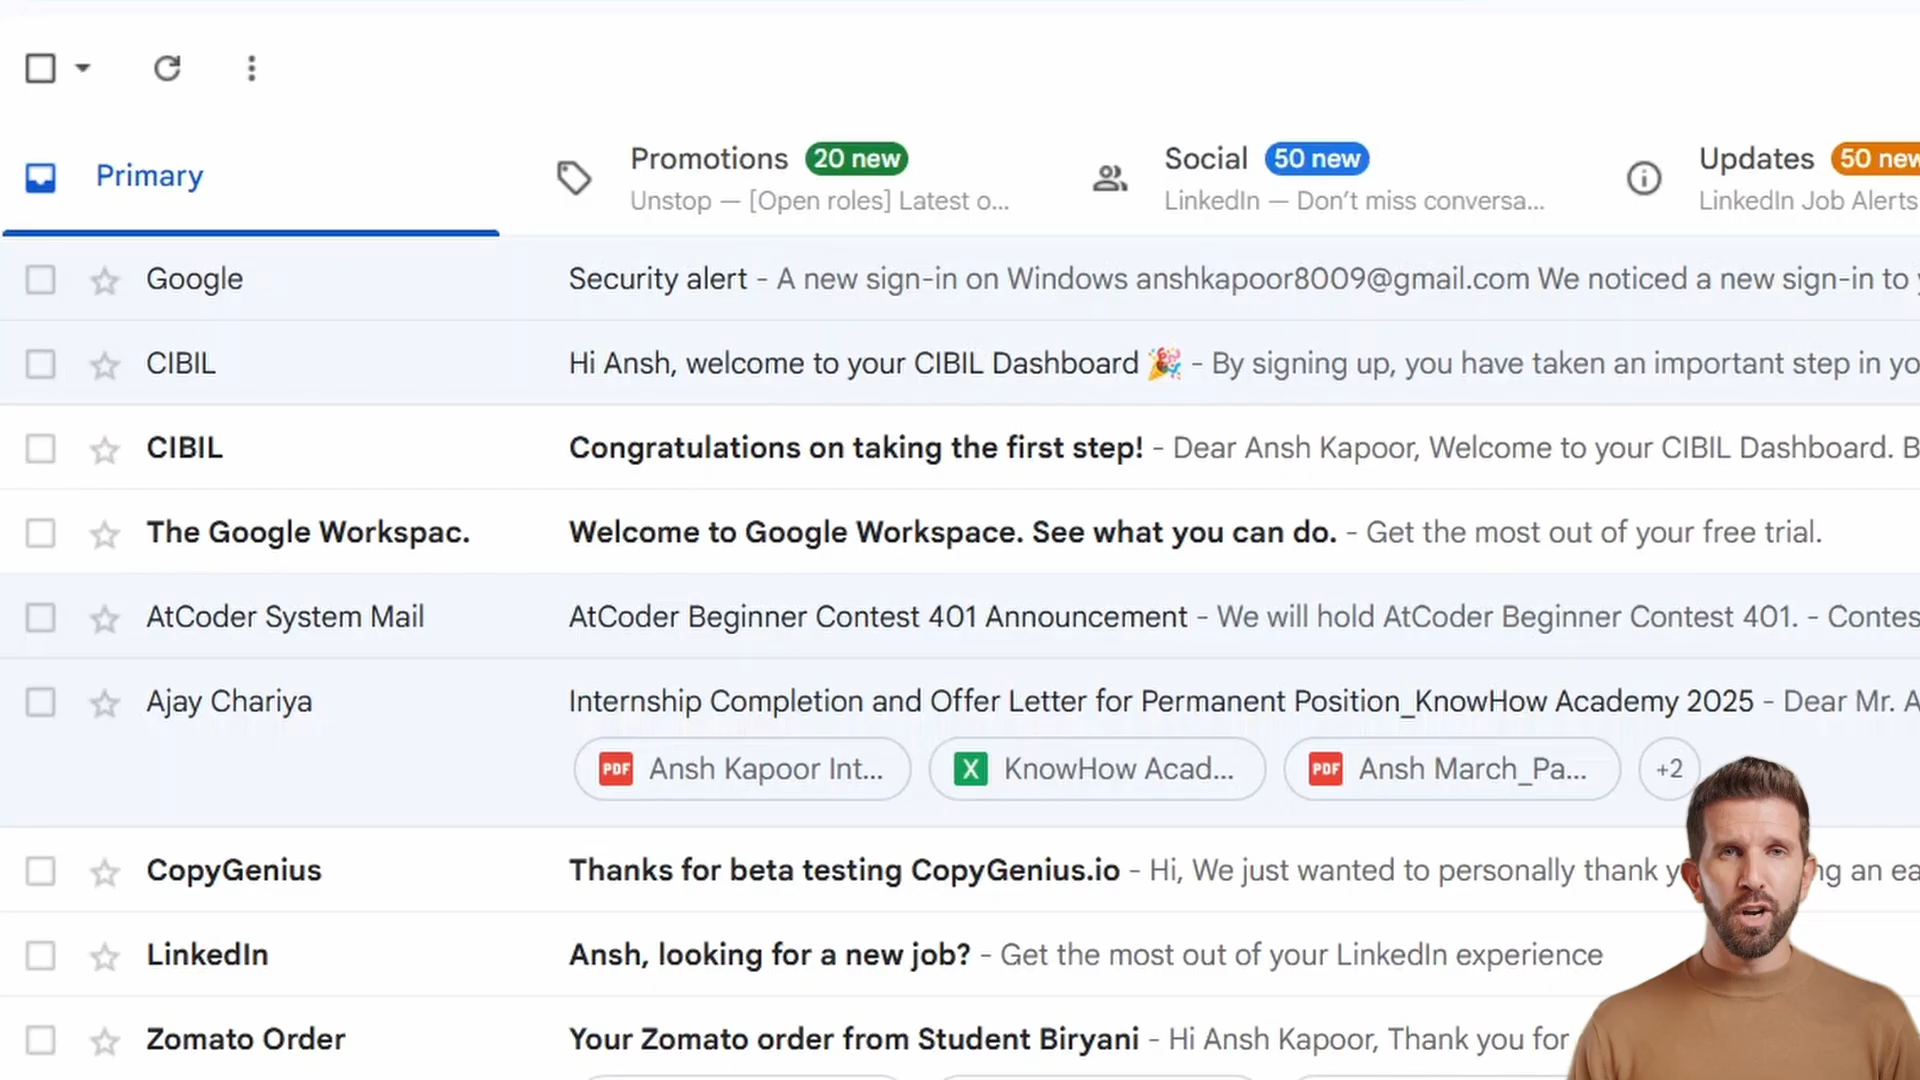 Primary
Promotions 20 new
Unstop — [Open roles] Latest o...
Social 50 new
LinkedIn — Don’t miss conversa...
Updates 50 new
LinkedIn Job Alerts
Google Security alert - A new sign-in on Windows anshkapoor8009@gmail.com We noticed a new sign-in to
CIBIL Hi Ansh, welcome to your CIBIL Dashboard 🎉 - By signing up, you have taken an important step in yo
CIBIL Congratulations on taking the first step! - Dear Ansh Kapoor, Welcome to your CIBIL Dashboard. B
The Google Workspac. Welcome to Google Workspace. See what you can do. - Get the most out of your free trial.
AtCoder System Mail AtCoder Beginner Contest 401 Announcement - We will hold AtCoder Beginner Contest 401. - Contes
Ajay Chariya Internship Completion and Offer Letter for Permanent Position_KnowHow Academy 2025 - Dear Mr. A
PDF Ansh Kapoor Int... X KnowHow Acad... PDF Ansh March_Pa... +2
CopyGenius Thanks for beta testing CopyGenius.io - Hi, We just wanted to personally thank y ng an ea
LinkedIn Ansh, looking for a new job? - Get the most out of your LinkedIn experience
Zomato Order Your Zomato order from Student Biryani - Hi Ansh Kapoor, Thank you for